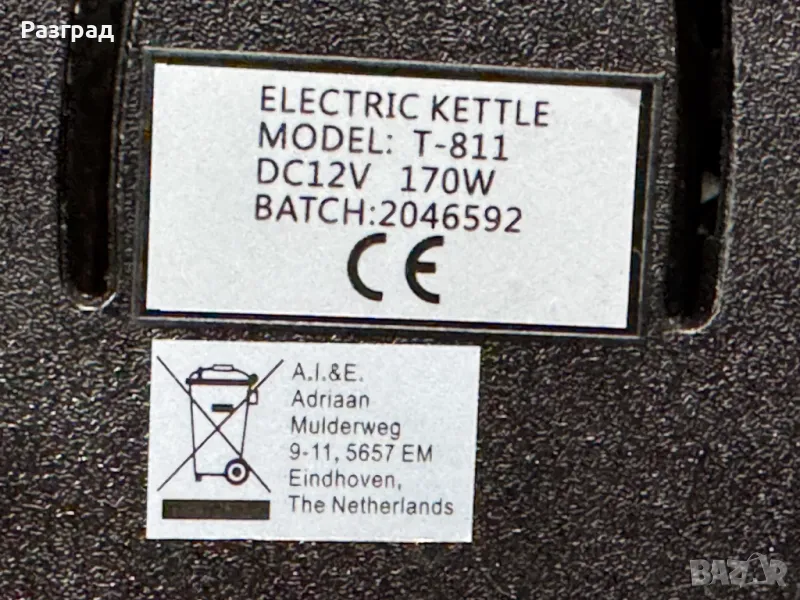 Разград
ELECTRIC KETTLE
MODEL: T-811
DC12V 170W
BATCH:2046592
CE
A.I.&E.
Adriaan
Mulderweg
9-11, 5657 EM
Eindhoven,
The Netherlands
BAZAR